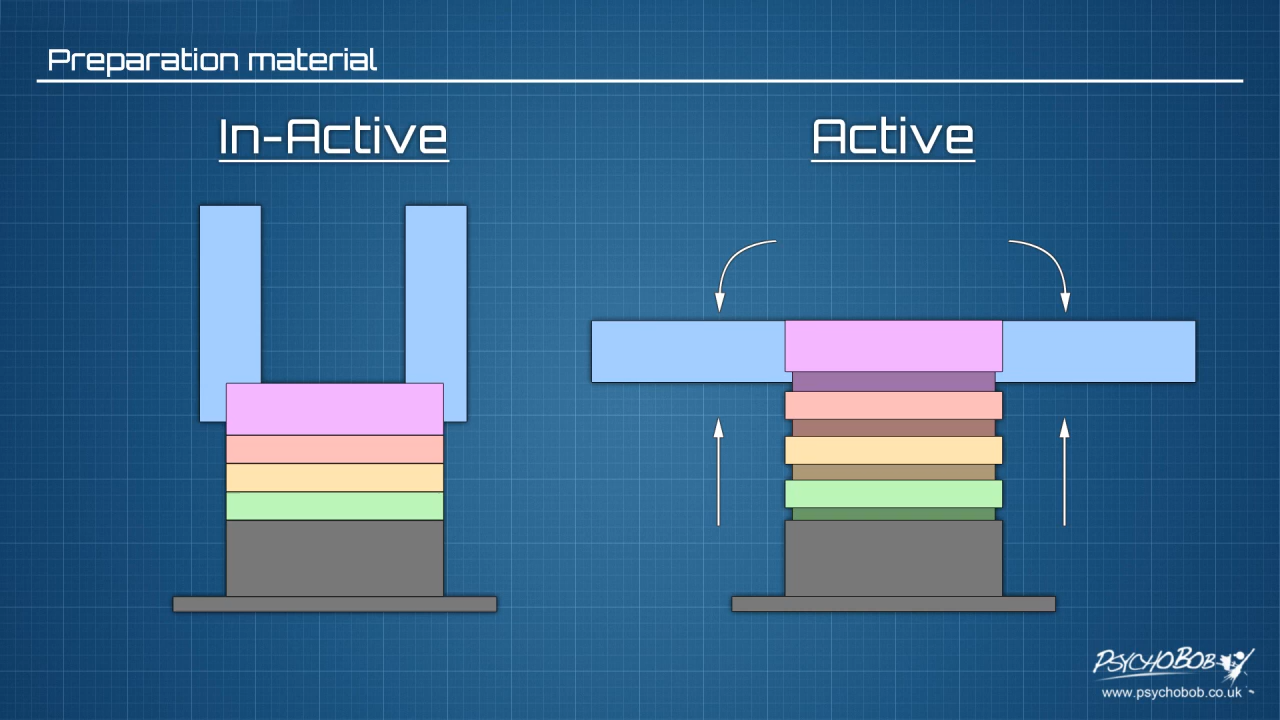 Preparation material
In-Active
Active
PSYCHOBOB
www.psychobob.co.uk